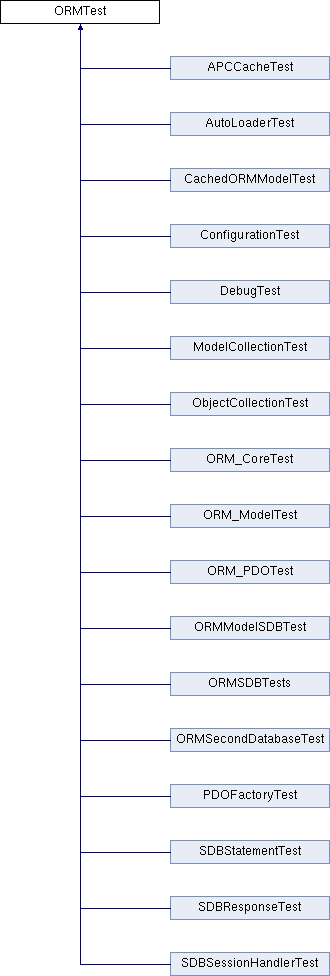 ORMTest
APCCacheTest
AutoLoaderTest
CachedORMModelTest
ConfigurationTest
DebugTest
ModelCollectionTest
ObjectCollectionTest
ORM_CoreTest
ORM_ModelTest
ORM_PDOTest
ORMModelSDBTest
ORMSDBTests
ORMSecondDatabaseTest
PDOFactoryTest
SDBStatementTest
SDBResponseTest
SDBSessionHandlerTest